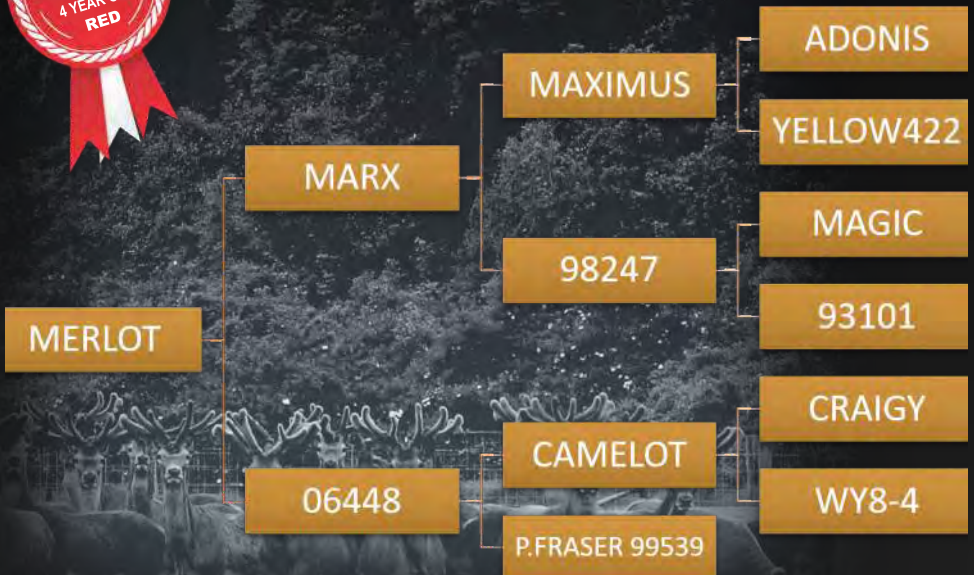 4 YEAR
RED
MERLOT
MARX
06448
MAXIMUS
98247
CAMELOT
P.FRASER 99539
ADONIS
YELLOW422
MAGIC
93101
CRAIGY
WY8-4